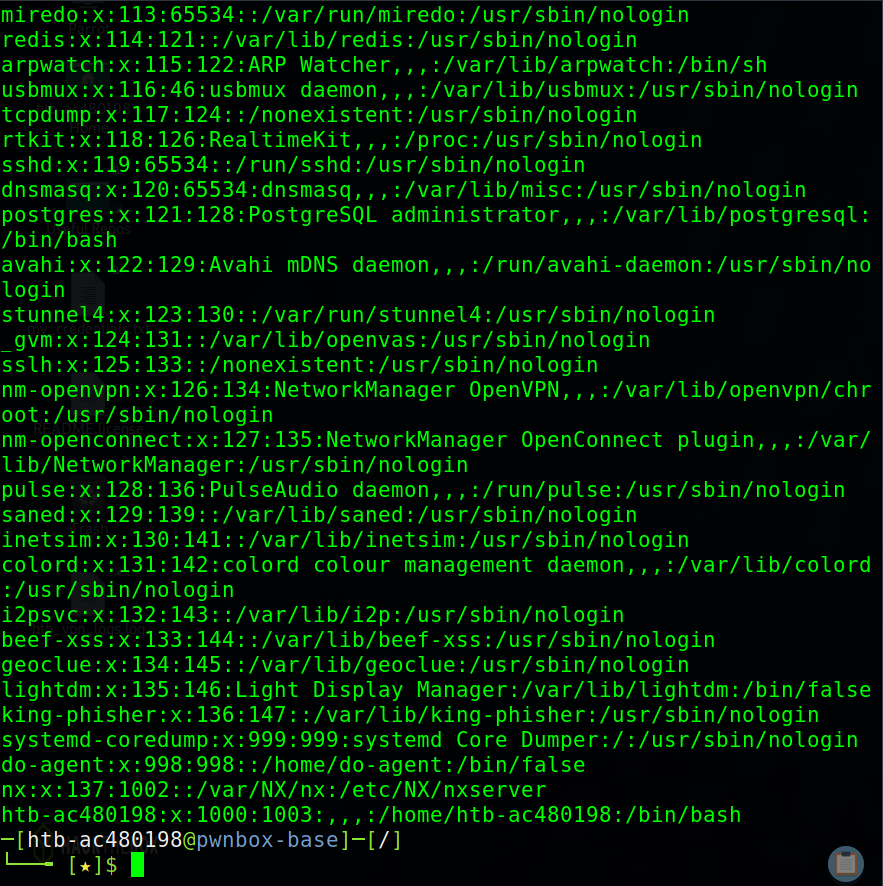 miredo:x:113:65534::/var/run/miredo:/usr/sbin/nologin
redis:x:114:121::/var/lib/redis:/usr/sbin/nologin
arpwatch:x:115:122:ARP Watcher,,,:/var/lib/arpwatch:/bin/sh
usbmux:x:116:46:usbmux daemon,,,:/var/lib/usbmux:/usr/sbin/nologin
tcpdump:x:117:124::/nonexistent:/usr/sbin/nologin
rtkit:x:118:126:RealtimeKit,,,:/proc:/usr/sbin/nologin
sshd:x:119:65534::/run/sshd:/usr/sbin/nologin
dnsmasq:x:120:65534:dnsmasq,,,:/var/lib/misc:/usr/sbin/nologin
postgres:x:121:128:PostgreSQL administrator,,,:/var/lib/postgresql:
/bin/bash
avahi:x:122:129:Avahi mDNS daemon,,,:/run/avahi-daemon:/usr/sbin/no
login
stunnel4:x:123:130::/var/run/stunnel4:/usr/sbin/nologin
_gvm:x:124:131::/var/lib/openvas:/usr/sbin/nologin
sslh:x:125:133::/nonexistent:/usr/sbin/nologin
nm-openvpn:x:126:134:NetworkManager OpenVPN,,,:/var/lib/openvpn/chr
oot:/usr/sbin/nologin
nm-openconnect:x:127:135:NetworkManager OpenConnect plugin,,,:/var/
lib/NetworkManager:/usr/sbin/nologin
pulse:x:128:136:PulseAudio daemon,,,:/run/pulse:/usr/sbin/nologin
saned:x:129:139::/var/lib/saned:/usr/sbin/nologin
inetsim:x:130:141::/var/lib/inetsim:/usr/sbin/nologin
colord:x:131:142:colord colour management daemon,,,:/var/lib/colord
:/usr/sbin/nologin
i2psvc:x:132:143::/var/lib/i2p:/usr/sbin/nologin
beef-xss:x:133:144::/var/lib/beef-xss:/usr/sbin/nologin
geoclue:x:134:145::/var/lib/geoclue:/usr/sbin/nologin
lightdm:x:135:146:Light Display Manager:/var/lib/lightdm:/bin/false
king-phisher:x:136:147::/var/lib/king-phisher:/usr/sbin/nologin
systemd-coredump:x:999:999:systemd Core Dumper:/:/usr/sbin/nologin
do-agent:x:998:998::/home/do-agent:/bin/false
nx:x:137:1002::/var/NX/nx:/etc/NX/nxserver
htb-ac480198:x:1000:1003:,,,:/home/htb-ac480198:/bin/bash
─[htb-ac480198@pwnbox-base]─[/]
└──╼ [★]$